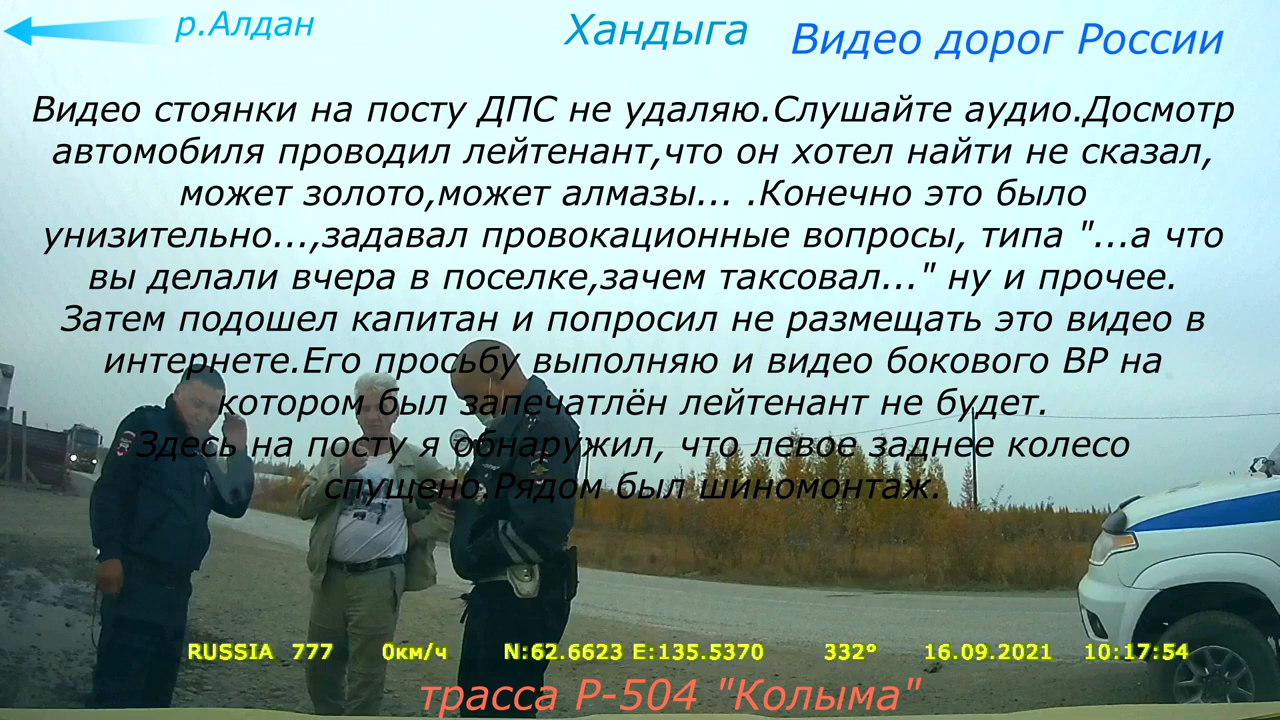 р.Алдан
Хандыга
Видео дорог России
Видео стоянки на посту ДПС не удаляю.Слушайте аудио.Досмотр
автомобиля проводил лейтенант,что он хотел найти не сказал,
может золото,может алмазы... .Конечно это было
унизительно...,задавал провокационные вопросы, типа "...а что
вы делали вчера в поселке,зачем таксовал..." ну и прочее.
Затем подошел капитан и попросил не размещать это видео в
интернете.Его просьбу выполняю и видео бокового ВР на
котором был запечатлён лейтенант не будет.
Здесь на посту я обнаружил, что левое заднее колесо
спущено.Рядом был шиномонтаж.
RUSSIA 777 0км/ч N:62.6623 E:135.5370 332° 16.09.2021 10:17:54
трасса Р-504 "Колыма"